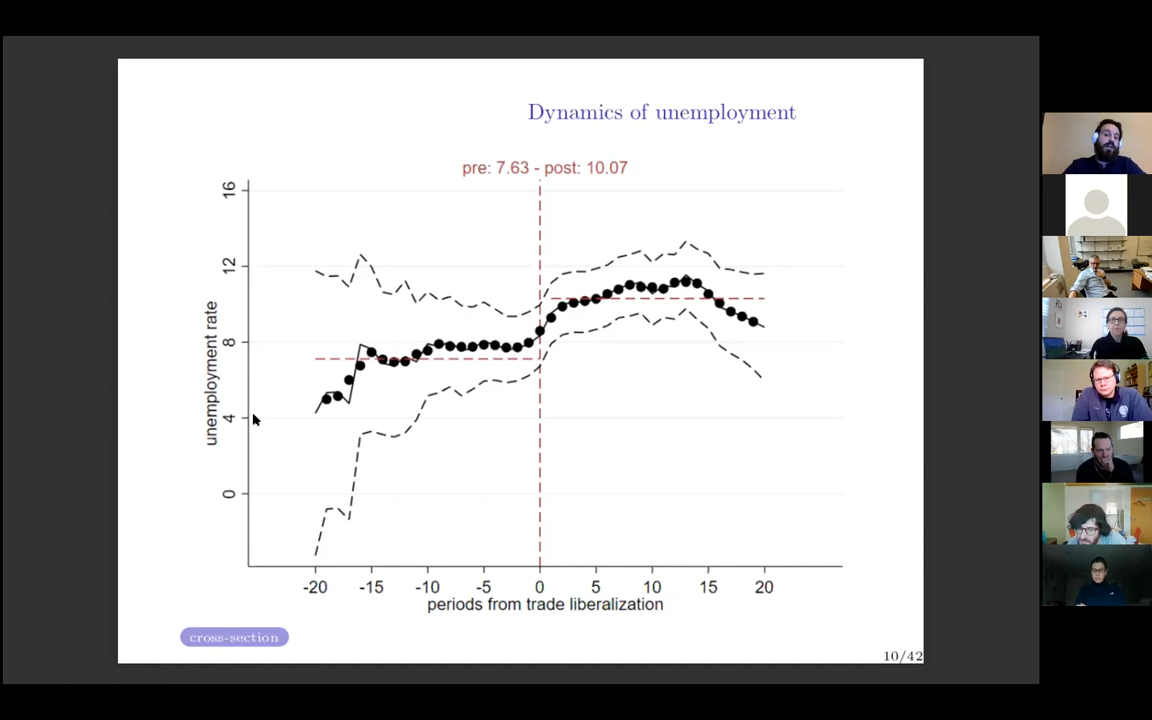 Dynamics of unemployment
pre: 7.63 - post: 10.07
16
12
8
4
0
unemployment rate
-20 -15 -10 -5 0 5 10 15 20
periods from trade liberalization
cross-section
10/42